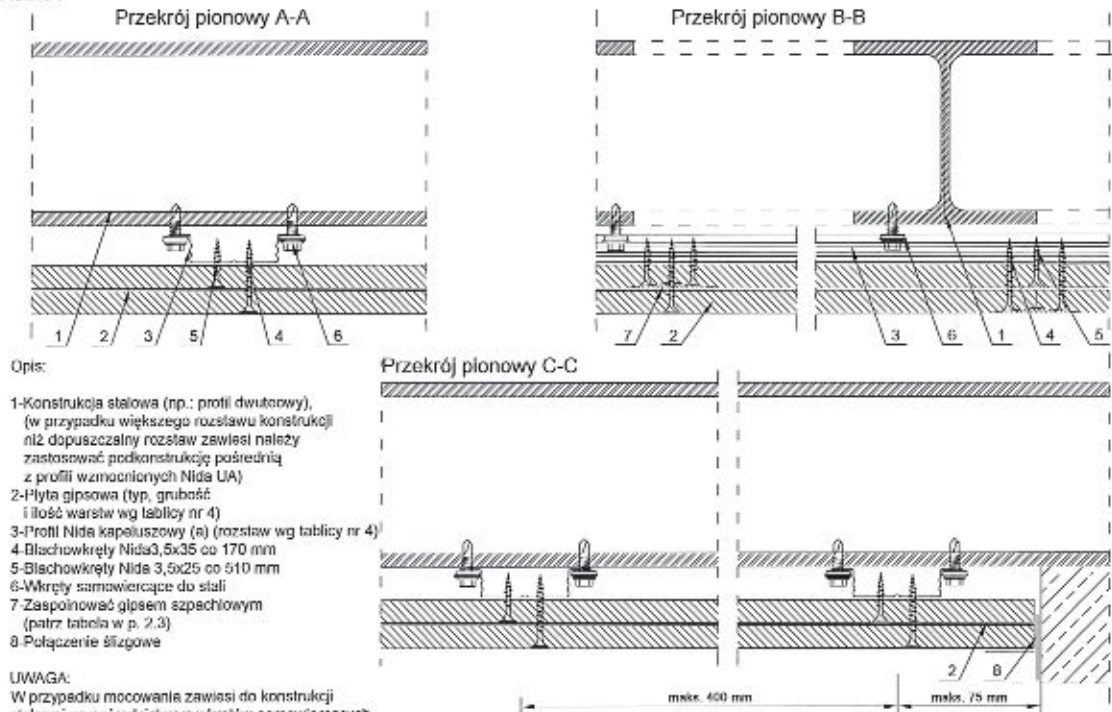 Przekrój pionowy A-A
Przekrój pionowy B-B
1 2 3 5 4 6
7 2 3 6 1 4 5
Opis:
Przekrój pionowy C-C
1-Konstrukcja stalowa (np.: profil dwuteowy),
(w przypadku większego rozstawu konstrukcji
niż dopuszczalny rozstaw zawiesi należy
zastosować podkonstrukcję pośrednią
z profili wzmocnionych Nida UA)
2-Płyta gipsowa (typ, grubość
i ilość warstw wg tablicy nr 4)
3-Profil Nida kapeluszowy (a) (rozstaw wg tablicy nr 4)
4-Blachowkręty Nida3,5x35 co 170 mm
5-Blachowkręty Nida 3,5x25 co 510 mm
6-Wkręty samowiercące do stali
7-Zaspoinować gipsem szpachlowym
(patrz tabela w p. 2.3)
8-Połączenie ślizgowe
2 8
UWAGA:
W przypadku mocowania zawiesi do konstrukcji
maks. 400 mm
maks. 75 mm